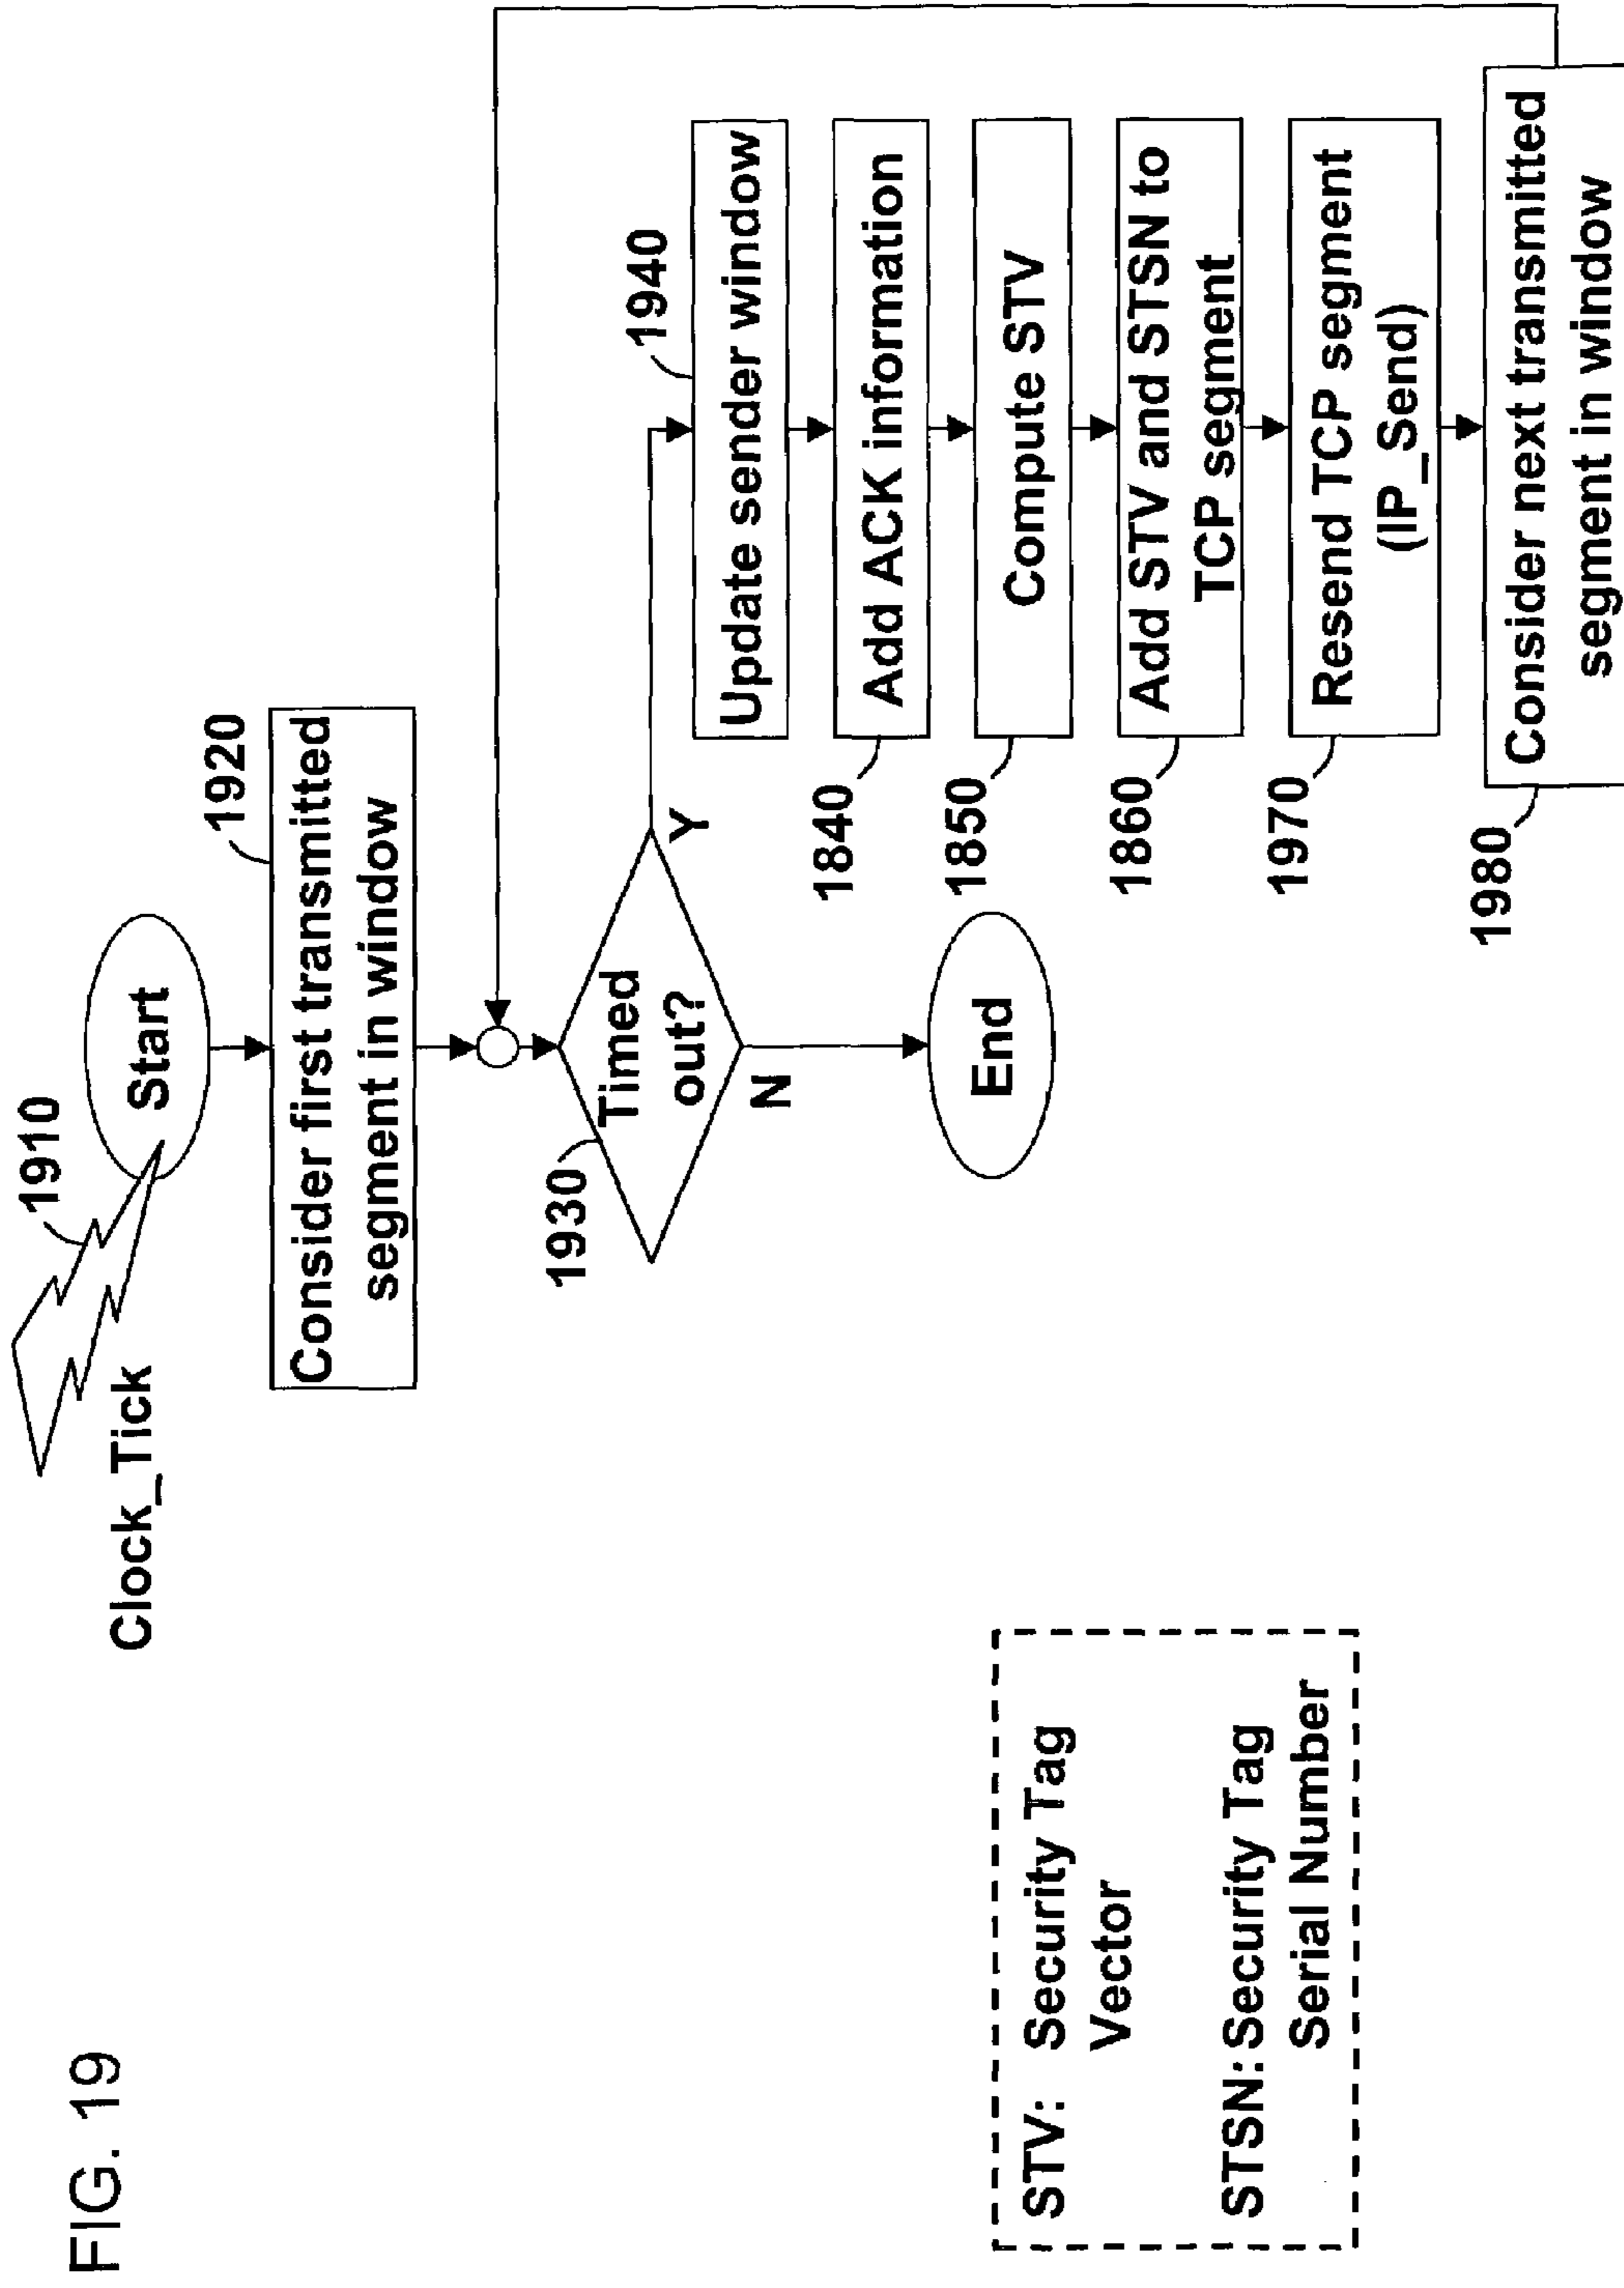 FIG. 19
1910
Clock_Tick
Start
1920
Consider first transmitted
segment in window
1930
Timed
out?
Y
N
End
1940
Update sender window
1840
Add ACK information
1850
Compute STV
1860
Add STV and STSN to
TCP segment
1970
Resend TCP segment
(IP_Send)
1980
Consider next transmitted
segment in window
STV: Security Tag
Vector
STSN:Security Tag
Serial Number